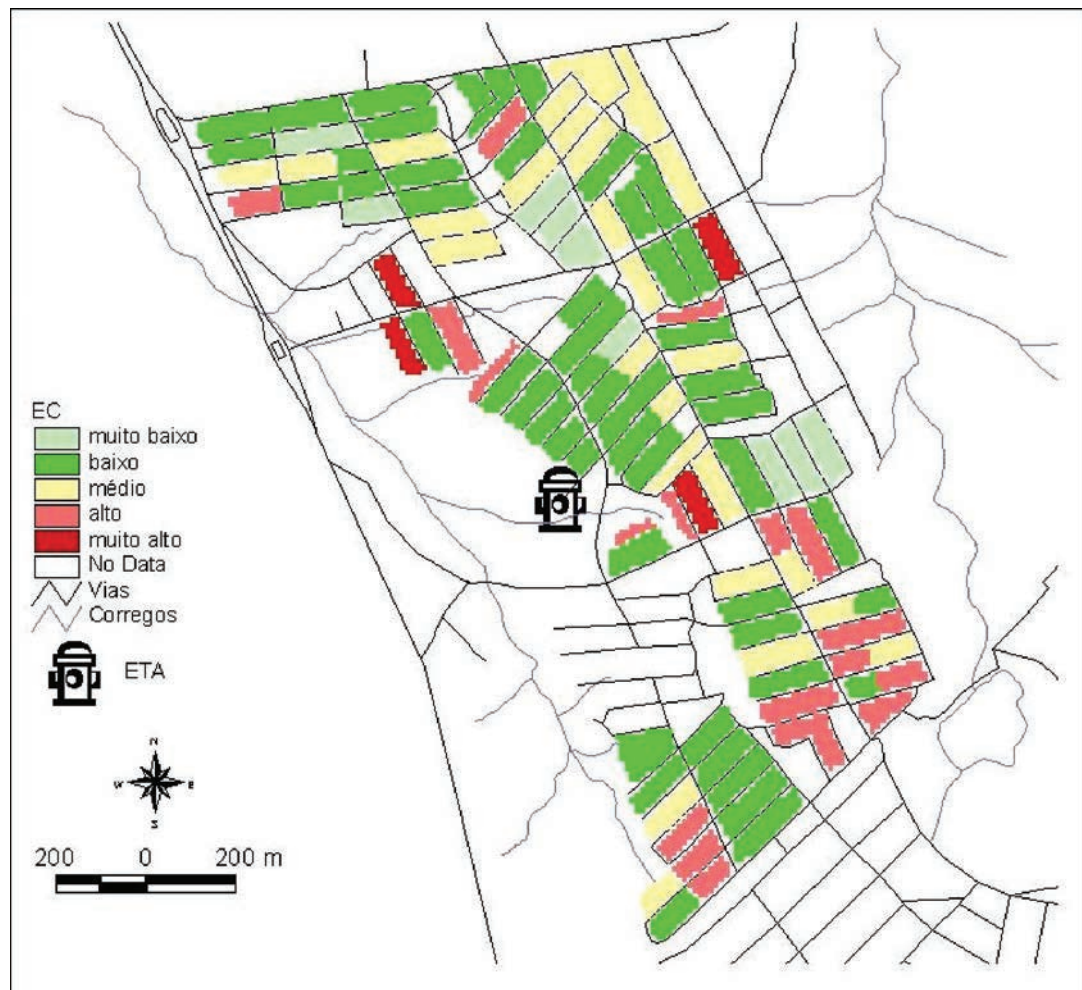 EC
muito baixo
baixo
médio
alto
muito alto
No Data
Vias
Corregos
ETA
N
W E
S
200 0 200 m